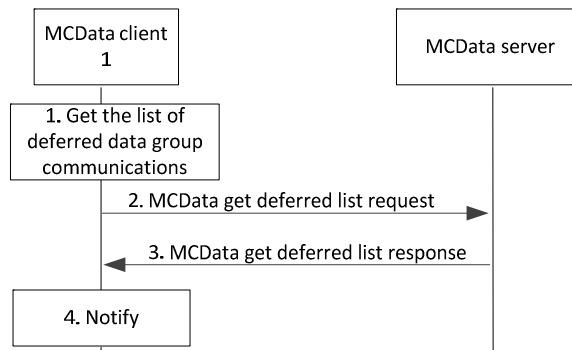 MCData client
1
MCData server
1. Get the list of
deferred data group
communications
2. MCData get deferred list request
3. MCData get deferred list response
4. Notify